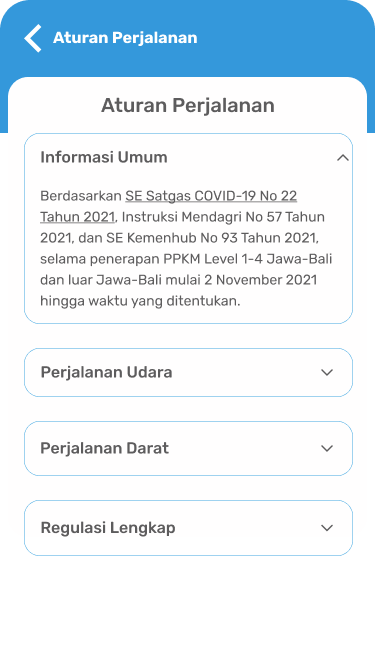 Aturan Perjalanan
Aturan Perjalanan
Informasi Umum
Berdasarkan SE Satgas COVID-19 No 22
Tahun 2021, Instruksi Mendagri No 57 Tahun
2021, dan SE Kemenhub No 93 Tahun 2021,
selama penerapan PPKM Level 1-4 Jawa-Bali
dan luar Jawa-Bali mulai 2 November 2021
hingga waktu yang ditentukan.
Perjalanan Udara
Perjalanan Darat
Regulasi Lengkap